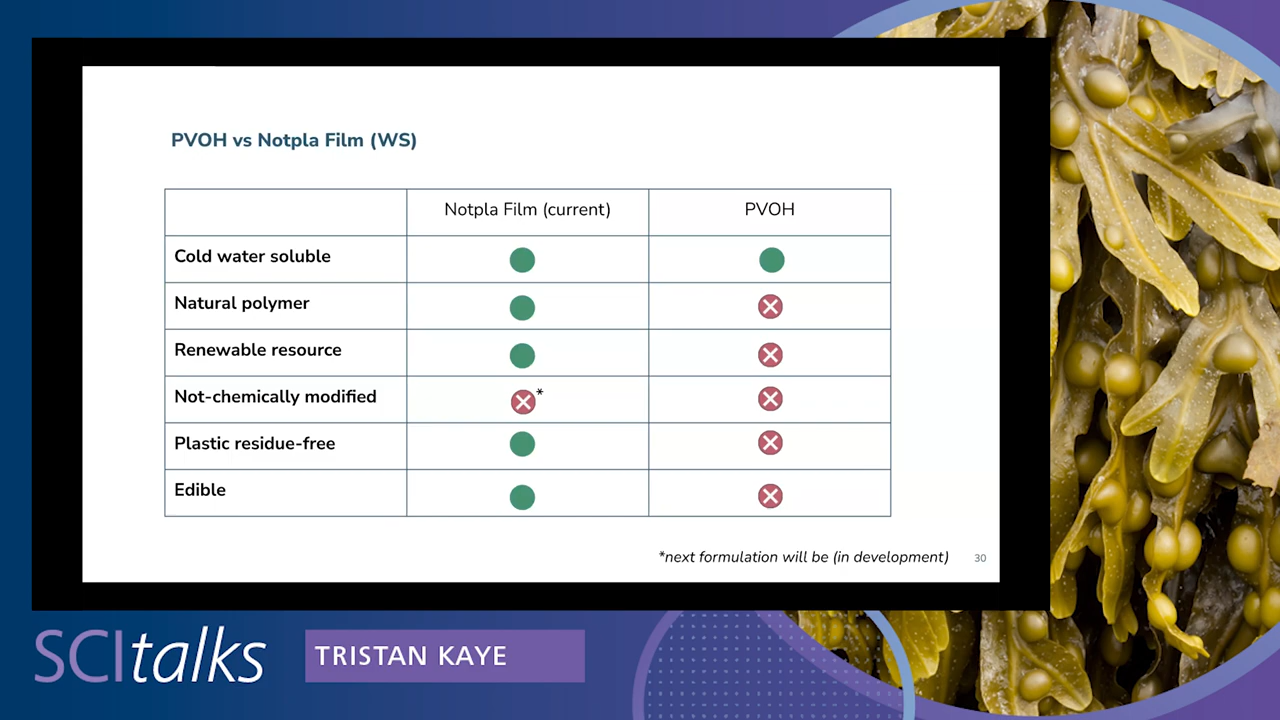 PVOH vs Notpla Film (WS)
Notpla Film (current) PVOH
Cold water soluble
Natural polymer
Renewable resource
Not-chemically modified *
Plastic residue-free
Edible
*next formulation will be (in development) 30
SCItalks TRISTAN KAYE